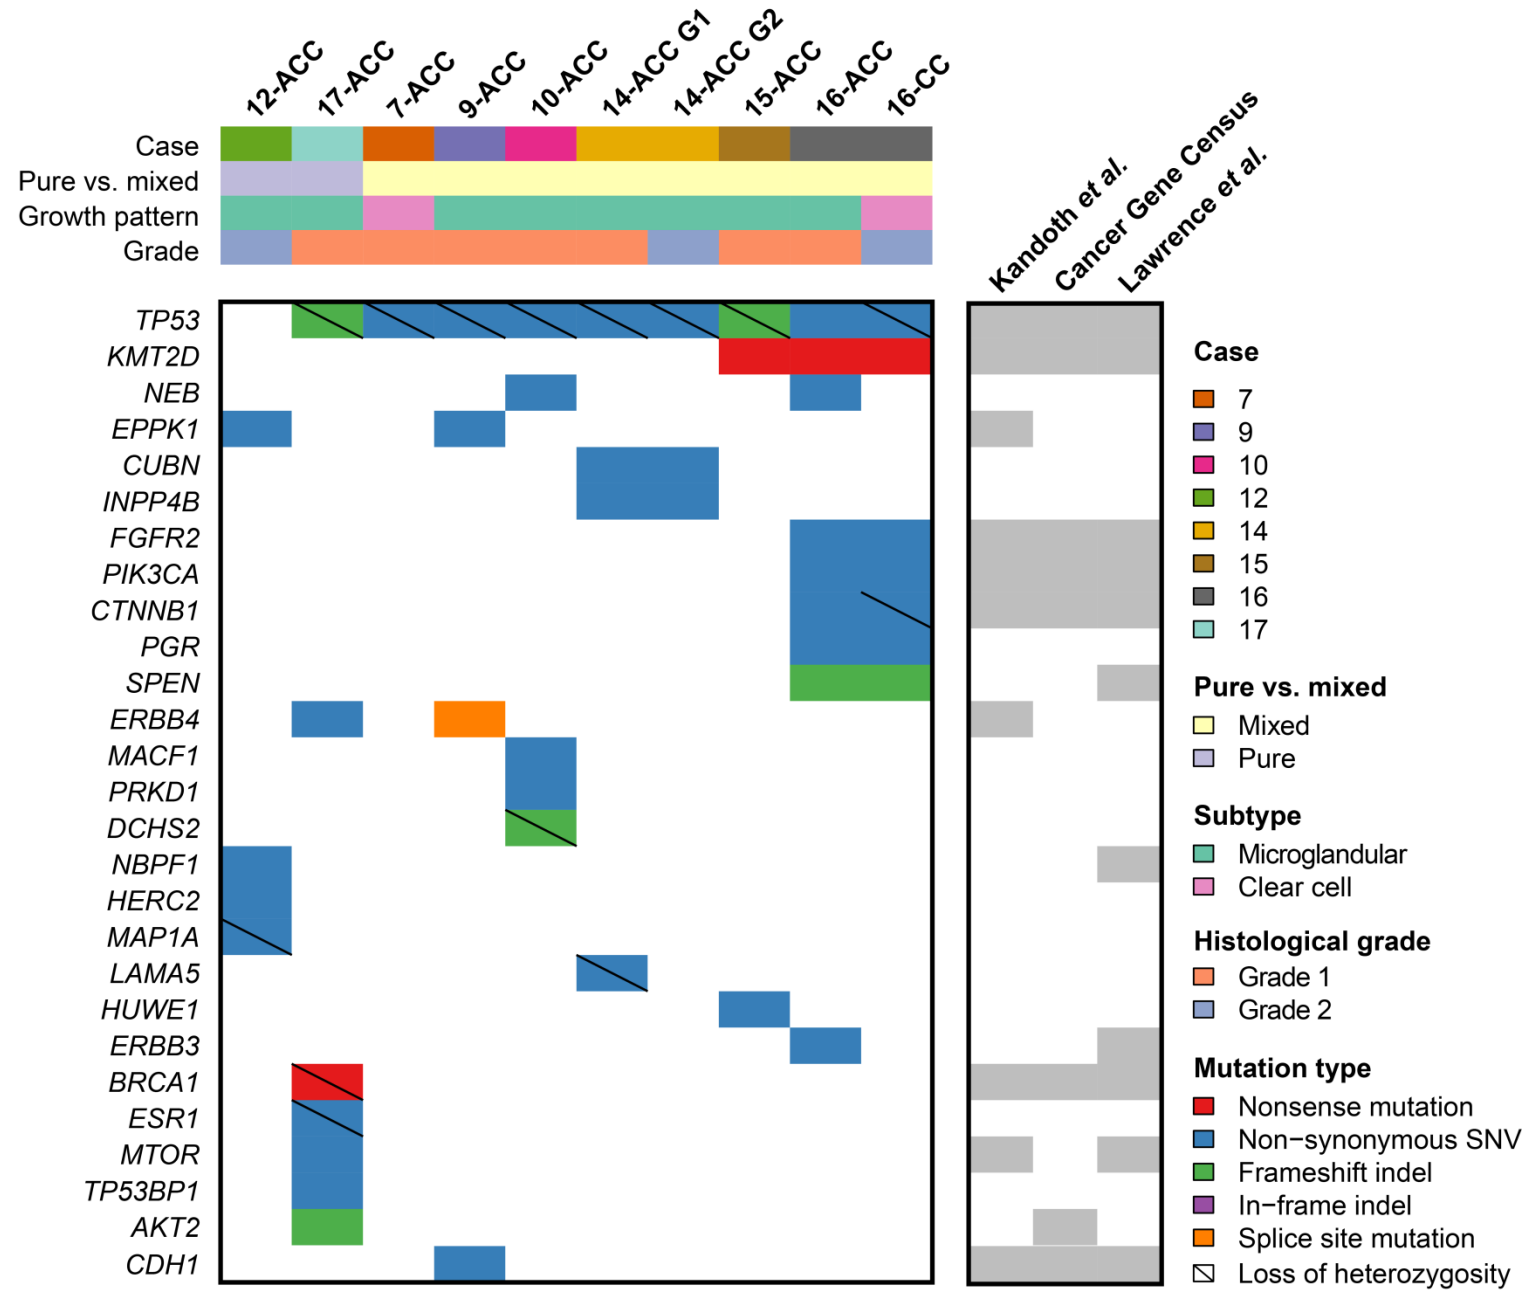 12-ACC
17-ACC
7-ACC
9-ACC
10-ACC
14-ACC G1
14-ACC G2
15-ACC
16-ACC
16-CC
Case
Pure vs. mixed
Growth pattern
Grade
Kandoth et al.
Cancer Gene Census
Lawrence et al.
TP53
KMT2D
NEB
EPPK1
CUBN
INPP4B
FGFR2
PIK3CA
CTNNB1
PGR
SPEN
ERBB4
MACF1
PRKD1
DCHS2
NBPF1
HERC2
MAP1A
LAMA5
HUWE1
ERBB3
BRCA1
ESR1
MTOR
TP53BP1
AKT2
CDH1
Case
7
9
10
12
14
15
16
17
Pure vs. mixed
Mixed
Pure
Subtype
Microglandular
Clear cell
Histological grade
Grade 1
Grade 2
Mutation type
Nonsense mutation
Non−synonymous SNV
Frameshift indel
In−frame indel
Splice site mutation
Loss of heterozygosity